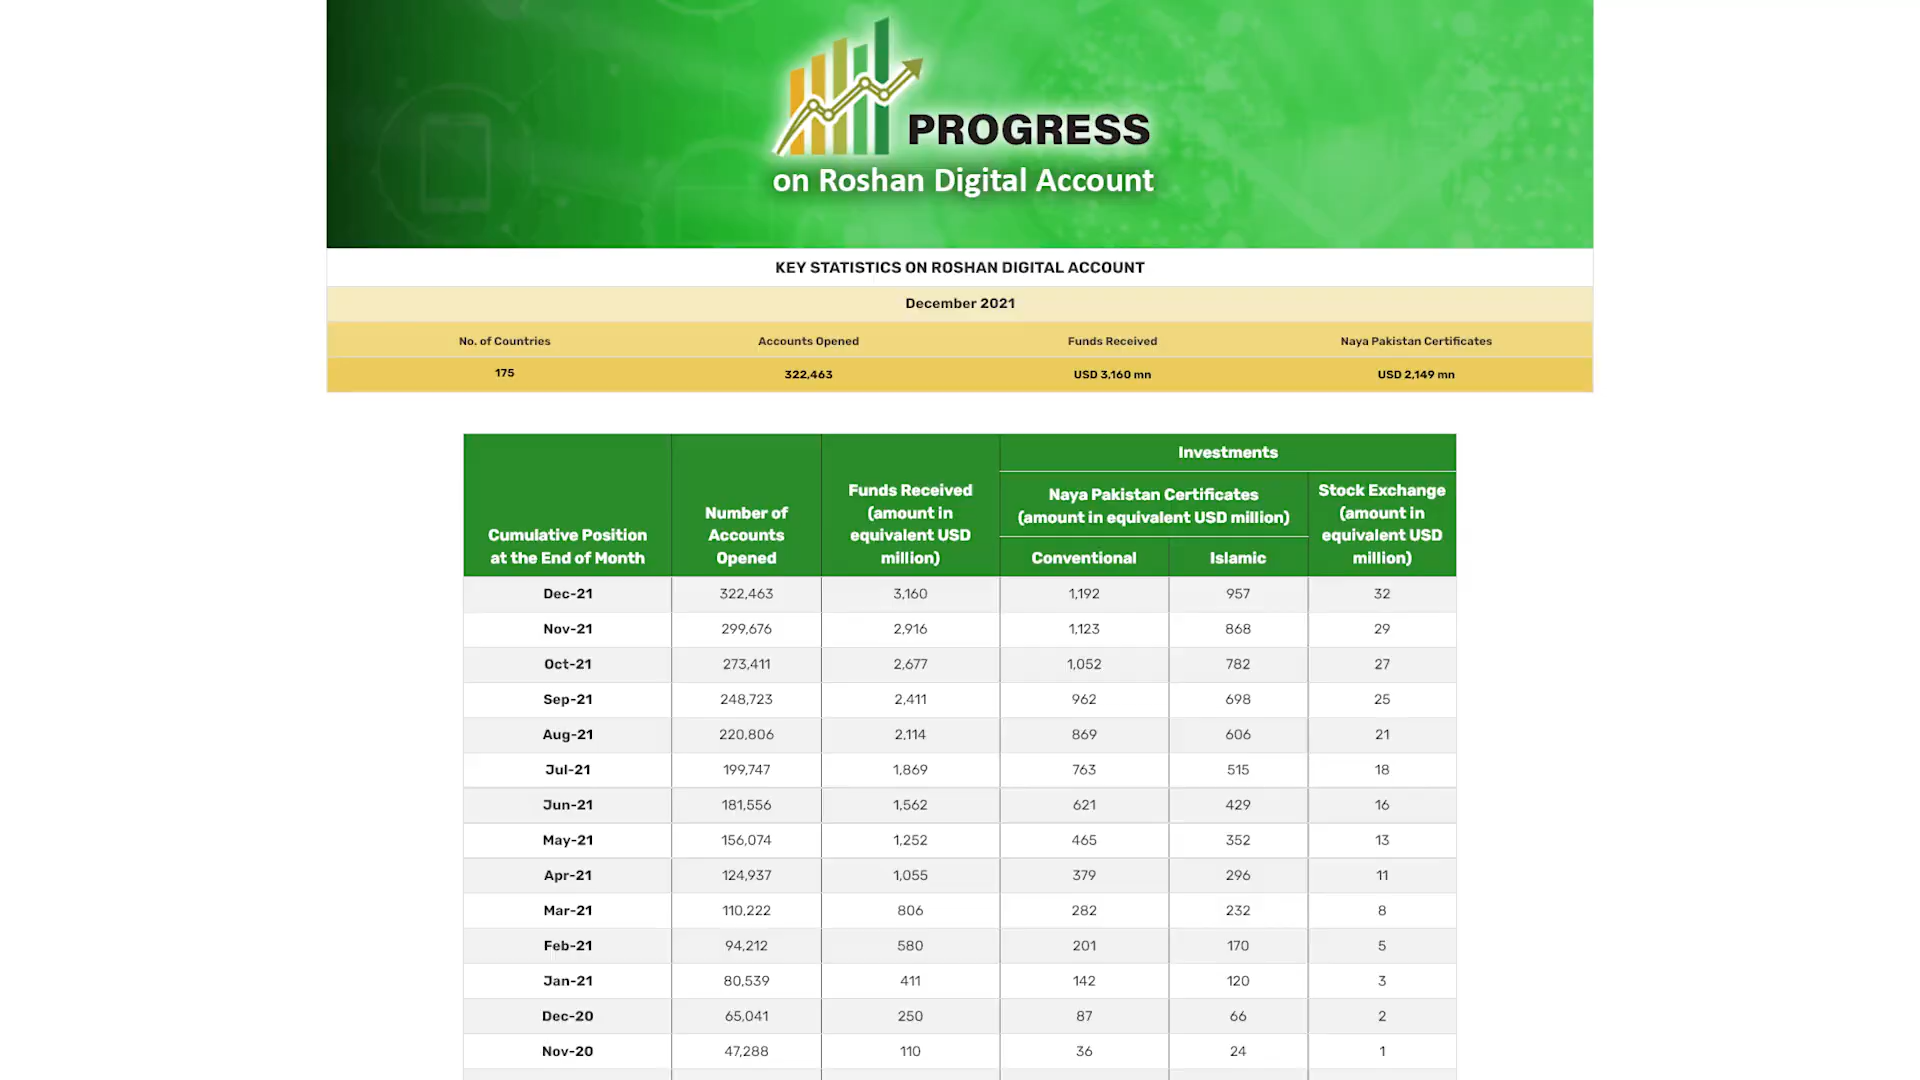 PROGRESS
on Roshan Digital Account
KEY STATISTICS ON ROSHAN DIGITAL ACCOUNT
December 2021
No. of Countries Accounts Opened Funds Received Naya Pakistan Certificates
175 322,463 USD 3,160 mn USD 2,149 mn
Investments
Cumulative Position
at the End of Month
Number of
Accounts
Opened
Funds Received
(amount in
equivalent USD
million)
Naya Pakistan Certificates
(amount in equivalent USD million)
Conventional Islamic
Stock Exchange
(amount in
equivalent USD
million)
Dec-21 322,463 3,160 1,192 957 32
Nov-21 299,676 2,916 1,123 868 29
Oct-21 273,411 2,677 1,052 782 27
Sep-21 248,723 2,411 962 698 25
Aug-21 220,806 2,114 869 606 21
Jul-21 199,747 1,869 763 515 18
Jun-21 181,556 1,562 621 429 16
May-21 156,074 1,252 465 352 13
Apr-21 124,937 1,055 379 296 11
Mar-21 110,222 806 282 232 8
Feb-21 94,212 580 201 170 5
Jan-21 80,539 411 142 120 3
Dec-20 65,041 250 87 66 2
Nov-20 47,288 110 36 24 1